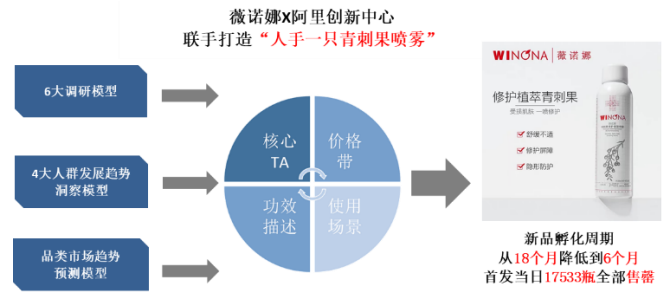 薇诺娜X阿里创新中心
联手打造“人手一只青刺果喷雾”
6大调研模型
4大人群发展趋势
洞察模型
品类市场趋势
预测模型
核心
TA
价格
带
功效
描述
使用
场景
WINONA 薇诺娜
修护植萃青刺果
舒缓不适
修护屏障
隐形防护
WINONA
新品孵化周期
从18个月降低到6个月
首发当日17533瓶全部售罄